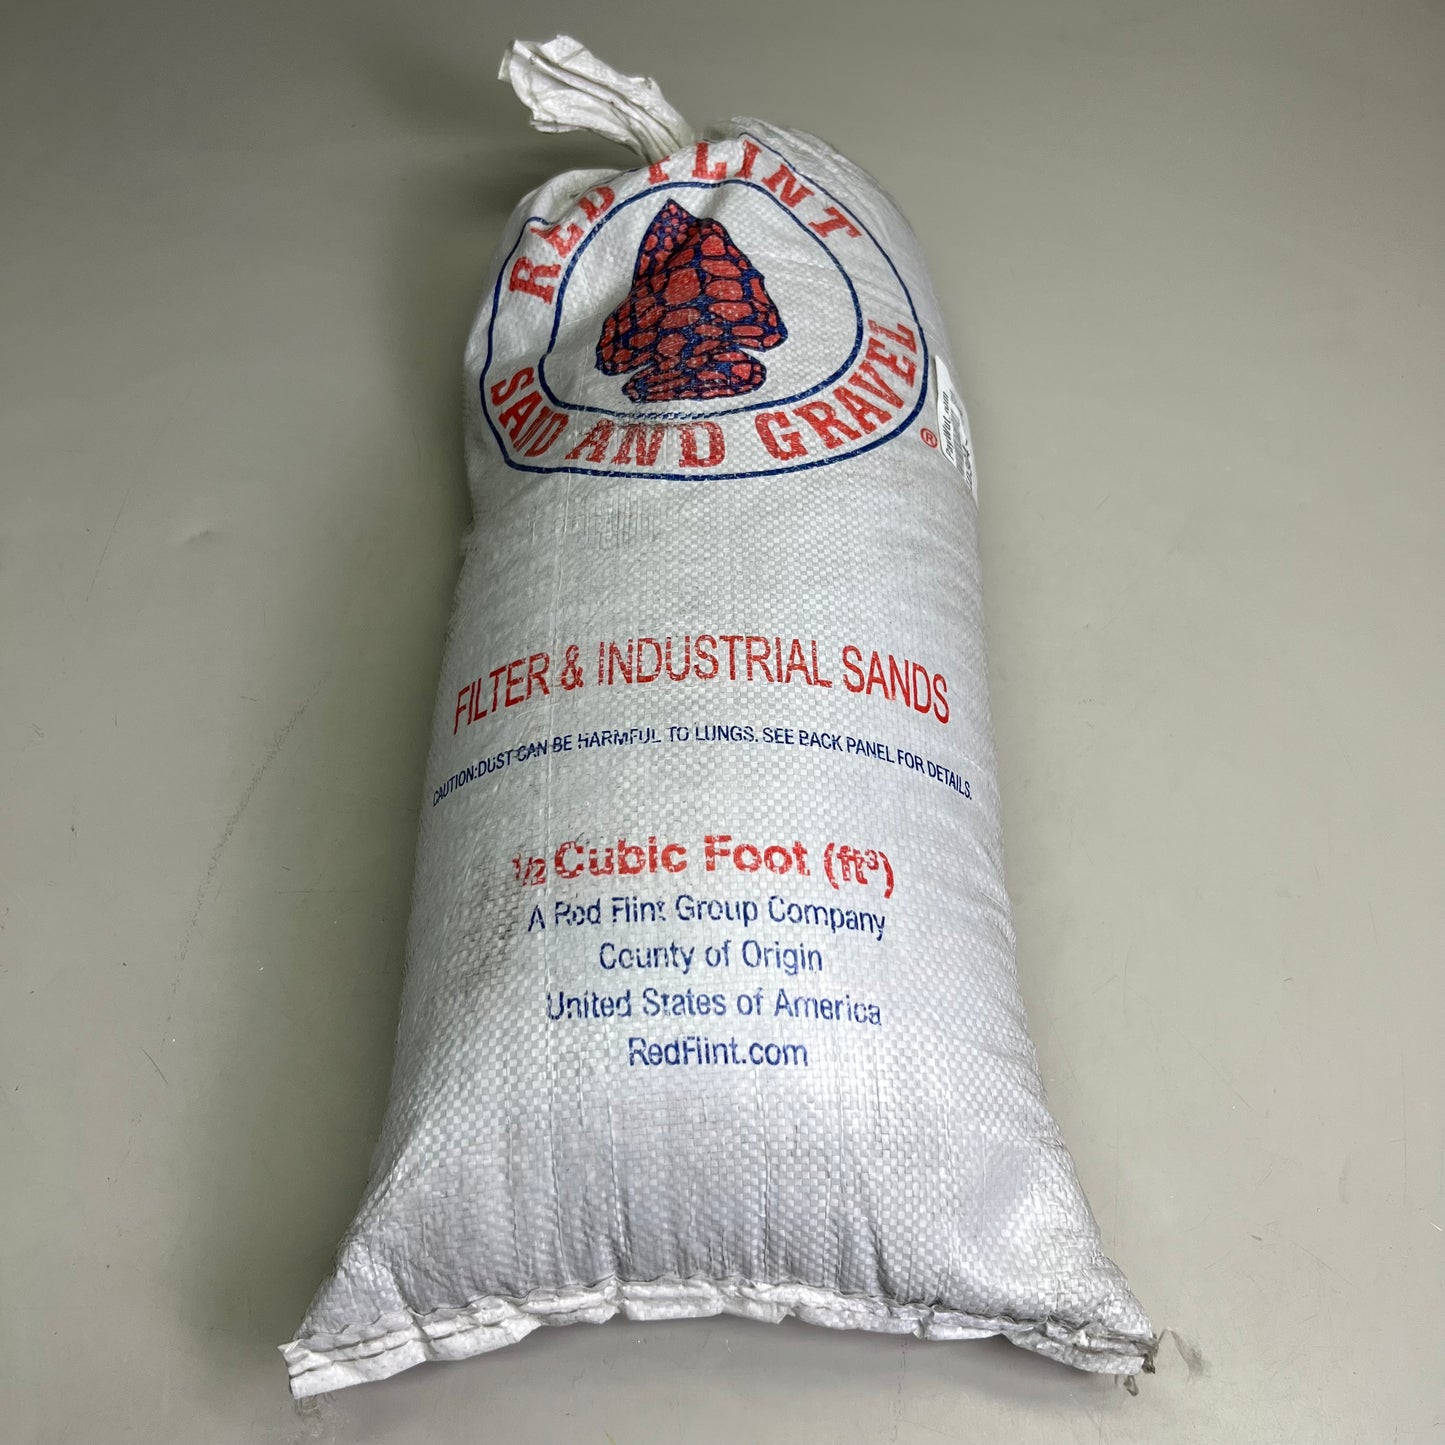 RED FLINT
SAND AND GRAVEL
®
FILTER & INDUSTRIAL SANDS
CAUTION:DUST CAN BE HARMFUL TO LUNGS. SEE BACK PANEL FOR DETAILS.
½ Cubic Foot (ft³)
A Red Flint Group Company
County of Origin
United States of America
RedFlint.com